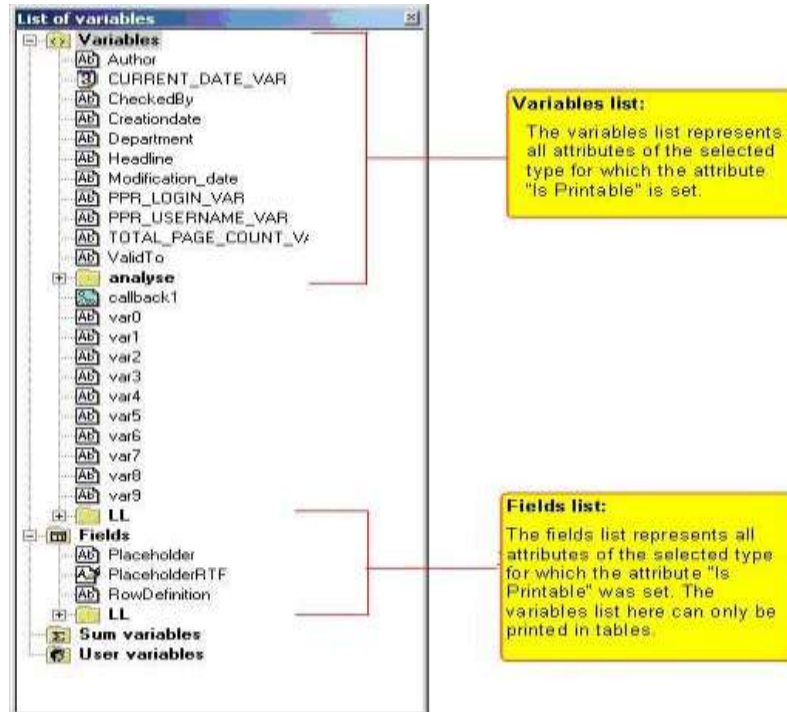 List of variables
Variables
Author
CURRENT_DATE_VAR
CheckedBy
Creationdate
Department
Headline
Modification_date
PPR_LOGIN_VAR
PPR_USERNAME_VAR
TOTAL_PAGE_COUNT_VA
ValidTo
analyse
callback1
var0
var1
var2
var3
var4
var5
var6
var7
var8
var9
LL
Fields
Placeholder
PlaceholderRTF
RowDefinition
LL
Sum variables
User variables
Variables list:
The variables list represents
all attributes of the selected
type for which the attribute
"Is Printable" is set.
Fields list:
The fields list represents all
attributes of the selected type
for which the attribute "Is
Printable" was set. The
variables list here can only be
printed in tables.